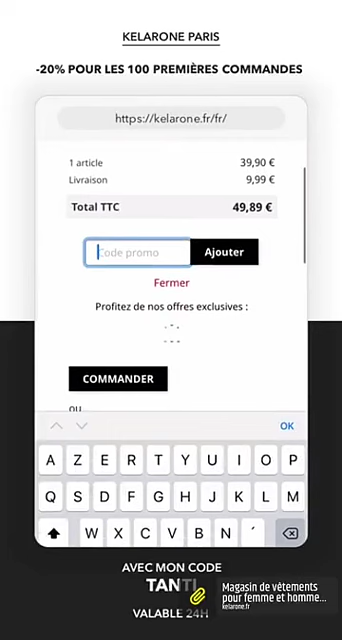 KELARONE PARIS
-20% POUR LES 100 PREMIÈRES COMMANDES
https://kelarone.fr/fr/
1 article 39,90 €
Livraison 9,99 €
Total TTC 49,89 €
Code promo Ajouter
Fermer
Profitez de nos offres exclusives :
COMMANDER
ou
OK
A Z E R T Y U I O P
Q S D F G H J K L M
W X C V B N ´
AVEC MON CODE
VALABLE 24H
Magasin de vêtements
pour femme et homme...
kelarone.fr